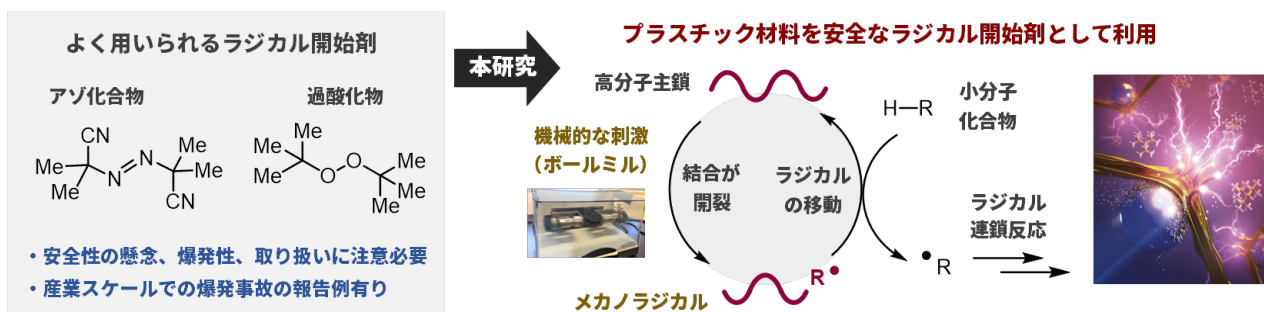 よく用いられるラジカル開始剤
アゾ化合物
過酸化物
CN
Me
Me
N
N
Me
Me
CN
Me
Me
Me
O
O
Me
Me
Me
・安全性の懸念、爆発性、取り扱いに注意必要
・産業スケールでの爆発事故の報告例有り
本研究
プラスチック材料を安全なラジカル開始剤として利用
高分子主鎖
機械的な刺激
（ボールミル）
結合が
開裂
ラジカル
の移動
メカノラジカル
R
H−R
小分子
化合物
R
ラジカル
連鎖反応